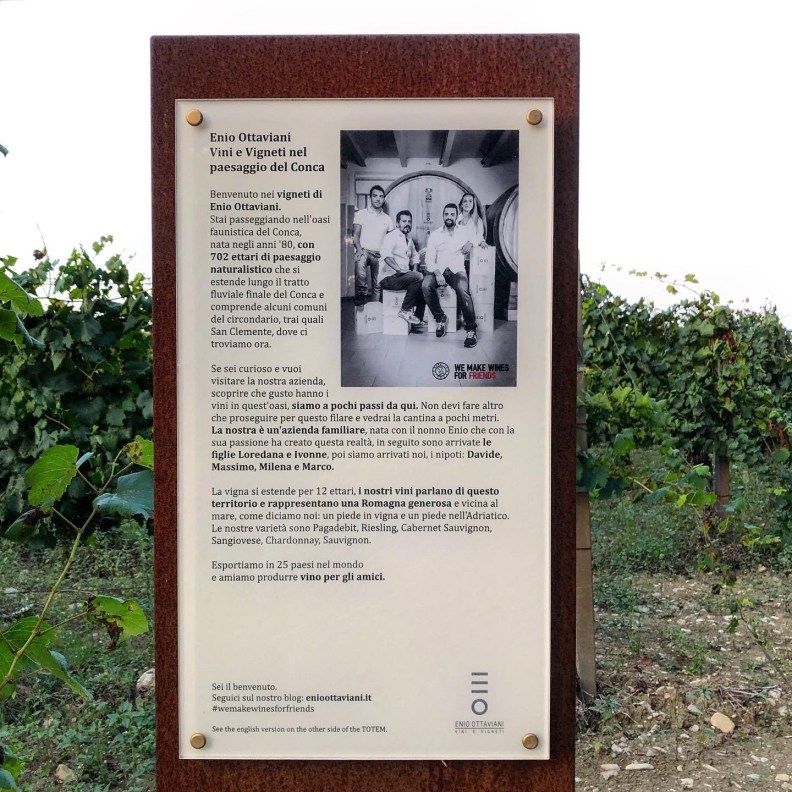 Enio Ottaviani
Vini e Vigneti nel
paesaggio del Conca
Benvenuto nei vigneti di
Enio Ottaviani.
Stai passeggiando nell'oasi
faunistica del Conca,
nata negli anni '80, con
702 ettari di paesaggio
naturalistico che si
estende lungo il tratto
fluviale finale del Conca e
comprende alcuni comuni
del circondario, trai quali
San Clemente, dove ci
troviamo ora.
WE MAKE WINES
FOR FRIENDS
Se sei curioso e vuoi
visitare la nostra azienda,
scoprire che gusto hanno i
vini in quest'oasi, siamo a pochi passi da qui. Non devi fare altro
che proseguire per questo filare e vedrai la cantina a pochi metri.
La nostra è un'azienda familiare, nata con il nonno Enio che con la
sua passione ha creato questa realtà, in seguito sono arrivate le
figlie Loredana e Ivonne, poi siamo arrivati noi, i nipoti: Davide,
Massimo, Milena e Marco.
La vigna si estende per 12 ettari, i nostri vini parlano di questo
territorio e rappresentano una Romagna generosa e vicina al
mare, come diciamo noi: un piede in vigna e un piede nell'Adriatico.
Le nostre varietà sono Pagadebit, Riesling, Cabernet Sauvignon,
Sangiovese, Chardonnay, Sauvignon.
Esportiamo in 25 paesi nel mondo
e amiamo produrre vino per gli amici.
Sei il benvenuto.
Seguici sul nostro blog: enioottaviani.it
#wemakewinesforfriends
See the english version on the other side of the TOTEM.
ENIO OTTAVIANI
VINI E VIGNETI